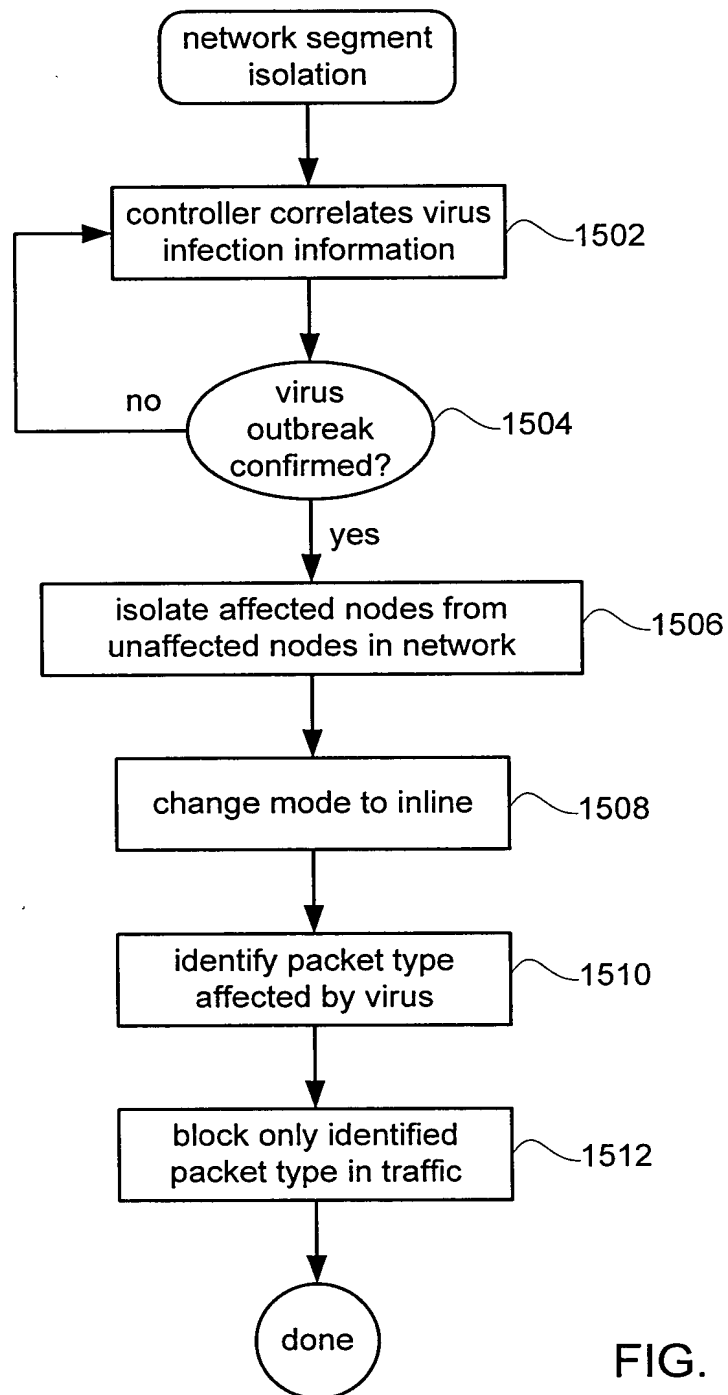 network segment
isolation
controller correlates virus
infection information
1502
virus
outbreak
confirmed?
1504
no
yes
isolate affected nodes from
unaffected nodes in network
1506
change mode to inline
1508
identify packet type
affected by virus
1510
block only identified
packet type in traffic
1512
done
FIG.